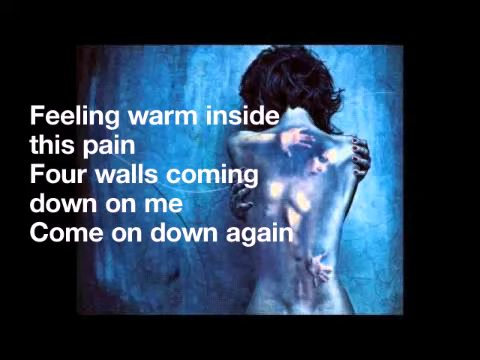 Feeling warm inside
this pain
Four walls coming
down on me
Come on down again